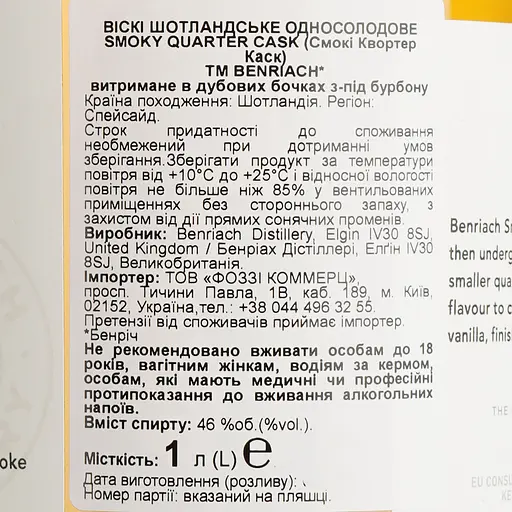 ВІСКІ ШОТЛАНДСЬКЕ ОДНОСОЛОДОВЕ
SMOKY QUARTER CASK (Смокі Квортер
Каск)
ТМ BENRIACH*
витримане в дубових бочках з-під бурбону
Країна походження: Шотландія. Регіон:
Спейсайд.
Строк придатності до споживання
необмежений при дотриманні умов
зберігання.Зберігати продукт за температури
повітря від +10°С до +25°С і відносної вологості
повітря не більше ніж 85% у вентильованих
приміщеннях без стороннього запаху, з
захистом від дії прямих сонячних променів.
Виробник: Benriach Distillery, Elgin IV30 8SJ,
United Kingdom / Бенріах Дістіллері, Елґін IV30
8SJ, Великобританія.
Імпортер: ТОВ «ФОЗЗІ КОММЕРЦ»,
просп. Тичини Павла, 1В, каб. 189, м. Київ,
02152, Україна,тел.: +38 044 496 32 55.
Претензії від споживачів приймає імпортер.
*Бенріч
Не рекомендовано вживати особам до 18
років, вагітним жінкам, водіям за кермом,
особам, які мають медичні чи професійні
протипоказання до вживання алкогольних
напоїв.
Вміст спирту: 46 %об.(%vol.).
Місткість: 1 л (L) e
Дата виготовлення (розливу):
Номер партії: вказаний на пляшці.
Benriach Sm
then underg
smaller qua
flavour to c
vanilla, finis
THE
EU CONSU
KE
oke